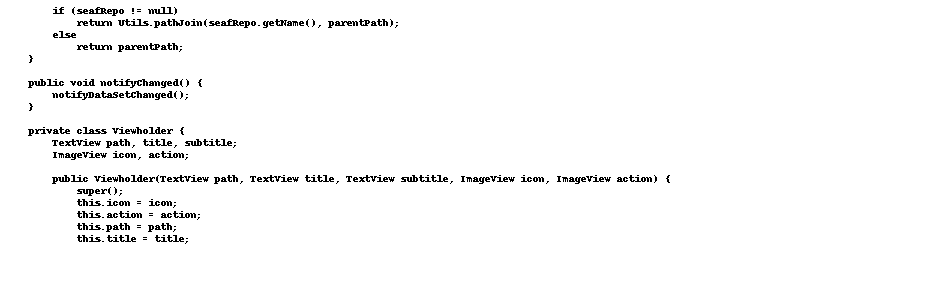 if (seafRepo != null)
return Utils.pathJoin(seafRepo.getName(), parentPath);
else
return parentPath;
}
public void notifyChanged() {
notifyDataSetChanged();
}
private class Viewholder {
TextView path, title, subtitle;
ImageView icon, action;
public Viewholder(TextView path, TextView title, TextView subtitle, ImageView icon, ImageView action) {
super();
this.icon = icon;
this.action = action;
this.path = path;
this.title = title;